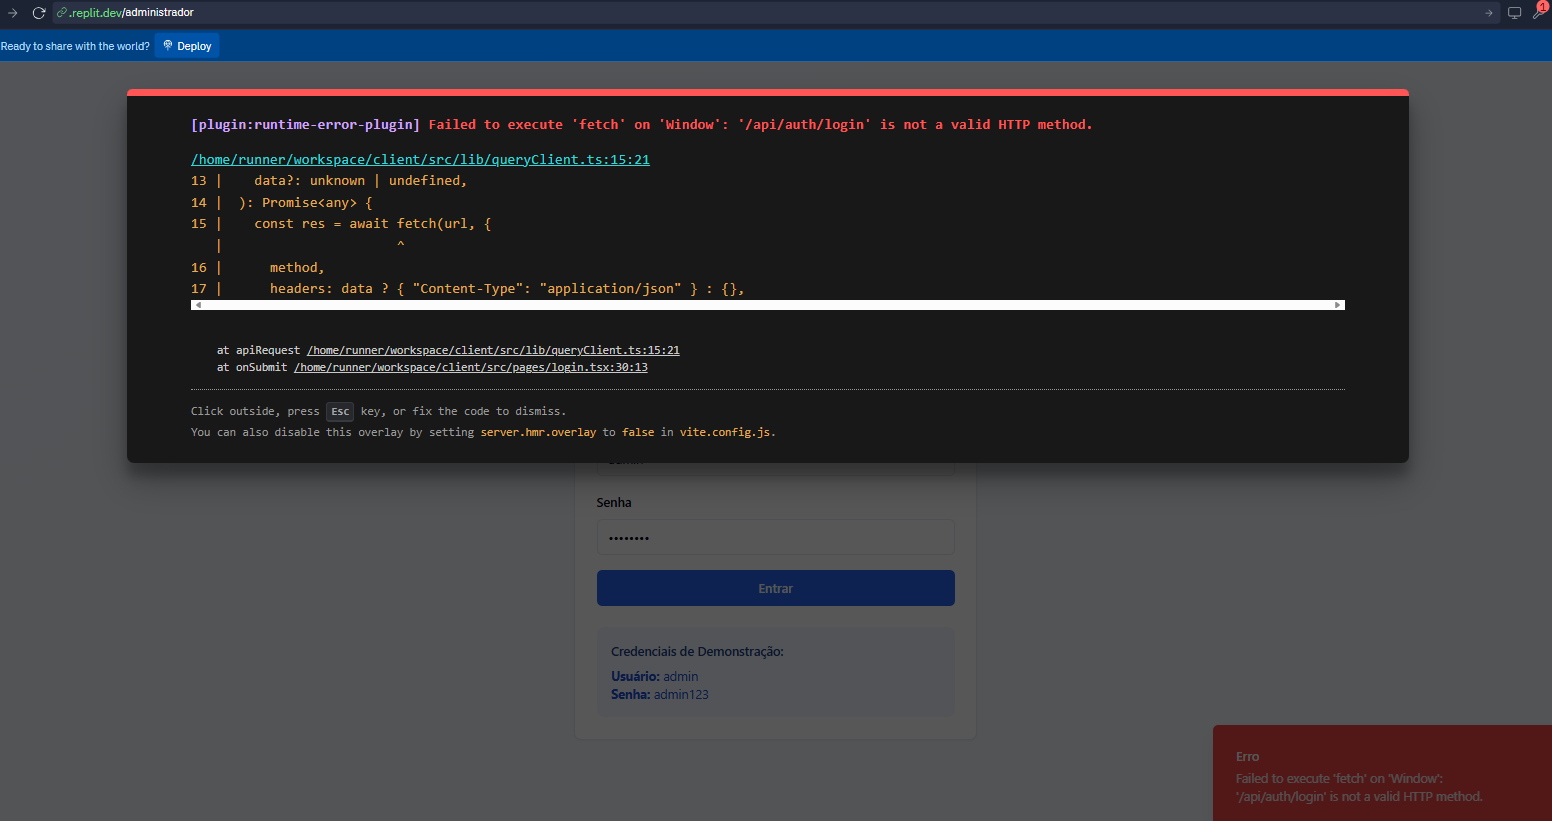 .replit.dev/administrador
1
Ready to share with the world? Deploy
[plugin:runtime-error-plugin] Failed to execute 'fetch' on 'Window': '/api/auth/login' is not a valid HTTP method.
/home/runner/workspace/client/src/lib/queryClient.ts:15:21
13 |    data?: unknown | undefined,
14 |  ): Promise<any> {
15 |    const res = await fetch(url, {
   |                      ^
16 |      method,
17 |      headers: data ? { "Content-Type": "application/json" } : {},
at apiRequest /home/runner/workspace/client/src/lib/queryClient.ts:15:21
at onSubmit /home/runner/workspace/client/src/pages/login.tsx:30:13
Click outside, press Esc key, or fix the code to dismiss.
You can also disable this overlay by setting server.hmr.overlay to false in vite.config.js.
Senha
••••••••
Entrar
Credenciais de Demonstração:
Usuário: admin
Senha: admin123
Erro
Failed to execute 'fetch' on 'Window':
'/api/auth/login' is not a valid HTTP method.